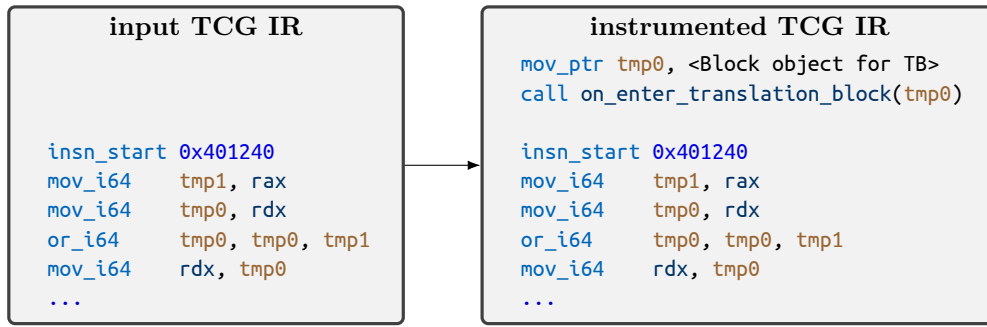 input TCG IR
insn_start 0x401240
mov_i64 tmp1, rax
mov_i64 tmp0, rdx
or_i64 tmp0, tmp0, tmp1
mov_i64 rdx, tmp0
...
instrumented TCG IR
mov_ptr tmp0, <Block object for TB>
call on_enter_translation_block(tmp0)
insn_start 0x401240
mov_i64 tmp1, rax
mov_i64 tmp0, rdx
or_i64 tmp0, tmp0, tmp1
mov_i64 rdx, tmp0
...